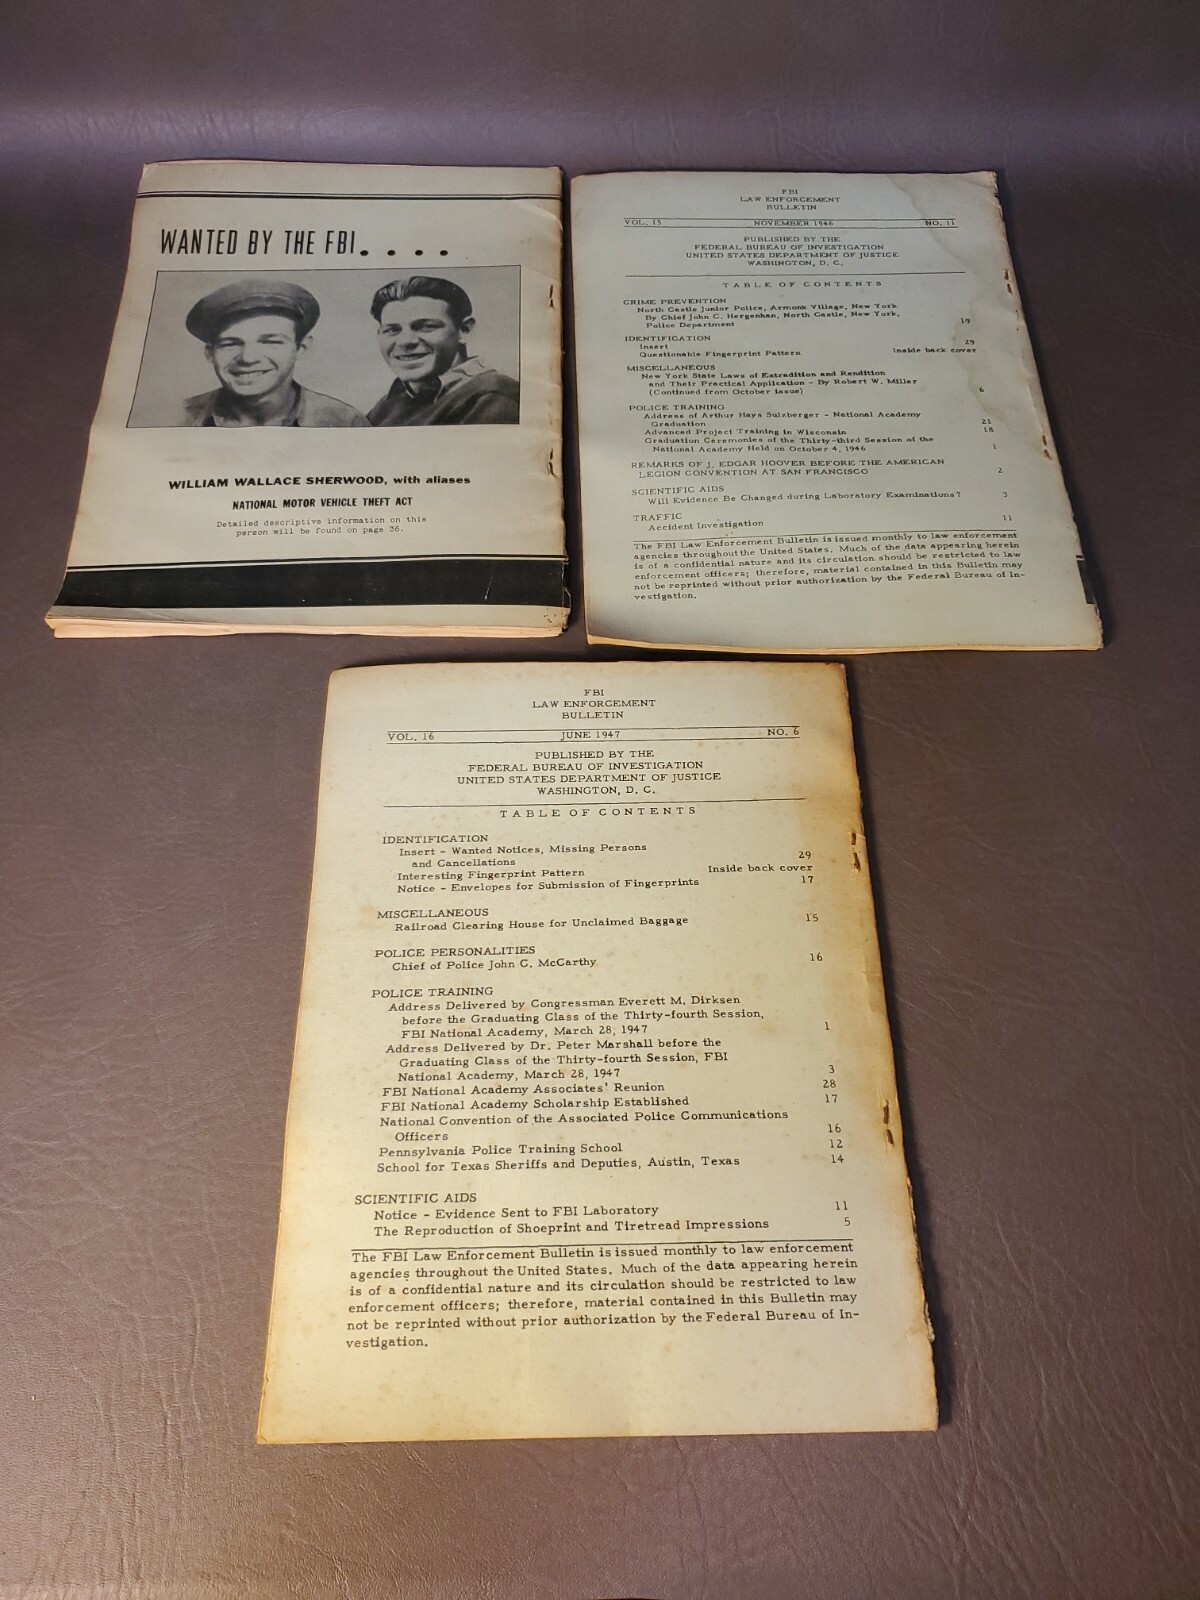 WANTED BY THE FBI....
WILLIAM WALLACE SHERWOOD, with aliases
NATIONAL MOTOR VEHICLE THEFT ACT
Detailed descriptive information on this
person will be found on page 36.
FBI
LAW ENFORCEMENT
BULLETIN
VOL. 15 NOVEMBER 1946 NO. 11
PUBLISHED BY THE
FEDERAL BUREAU OF INVESTIGATION
UNITED STATES DEPARTMENT OF JUSTICE
WASHINGTON, D. C.
TABLE OF CONTENTS
CRIME PREVENTION
North Castle Junior Police, Armonk Village, New York
By Chief John C. Hergenhan, North Castle, New York,
Police Department 19
IDENTIFICATION
Insert 29
Questionable Fingerprint Pattern Inside back cover
MISCELLANEOUS
New York State Laws of Extradition and Rendition
and Their Practical Application - By Robert W. Miller
(Continued from October issue) 6
POLICE TRAINING
Address of Arthur Hays Sulzberger - National Academy
Graduation 21
Advanced Project Training in Wisconsin 18
Graduation Ceremonies of the Thirty-third Session of the
National Academy Held on October 4, 1946 1
REMARKS OF J. EDGAR HOOVER BEFORE THE AMERICAN
LEGION CONVENTION AT SAN FRANCISCO 2
SCIENTIFIC AIDS
Will Evidence Be Changed during Laboratory Examinations? 3
TRAFFIC
Accident Investigation 11
The FBI Law Enforcement Bulletin is issued monthly to law enforcement
agencies throughout the United States. Much of the data appearing herein
is of a confidential nature and its circulation should be restricted to law
enforcement officers; therefore, material contained in this Bulletin may
not be reprinted without prior authorization by the Federal Bureau of In-
vestigation.
FBI
LAW ENFORCEMENT
BULLETIN
VOL. 16 JUNE 1947 NO. 6
PUBLISHED BY THE
FEDERAL BUREAU OF INVESTIGATION
UNITED STATES DEPARTMENT OF JUSTICE
WASHINGTON, D. C.
TABLE OF CONTENTS
IDENTIFICATION
Insert - Wanted Notices, Missing Persons
and Cancellations 29
Interesting Fingerprint Pattern Inside back cover
Notice - Envelopes for Submission of Fingerprints 17
MISCELLANEOUS
Railroad Clearing House for Unclaimed Baggage 15
POLICE PERSONALITIES
Chief of Police John C. McCarthy 16
POLICE TRAINING
Address Delivered by Congressman Everett M. Dirksen
before the Graduating Class of the Thirty-fourth Session,
FBI National Academy, March 28, 1947 1
Address Delivered by Dr. Peter Marshall before the
Graduating Class of the Thirty-fourth Session, FBI
National Academy, March 28, 1947 3
FBI National Academy Associates' Reunion 28
FBI National Academy Scholarship Established 17
National Convention of the Associated Police Communications
Officers 16
Pennsylvania Police Training School 12
School for Texas Sheriffs and Deputies, Austin, Texas 14
SCIENTIFIC AIDS
Notice - Evidence Sent to FBI Laboratory 11
The Reproduction of Shoeprint and Tiretread Impressions 5
The FBI Law Enforcement Bulletin is issued monthly to law enforcement
agencies throughout the United States. Much of the data appearing herein
is of a confidential nature and its circulation should be restricted to law
enforcement officers; therefore, material contained in this Bulletin may
not be reprinted without prior authorization by the Federal Bureau of In-
vestigation.